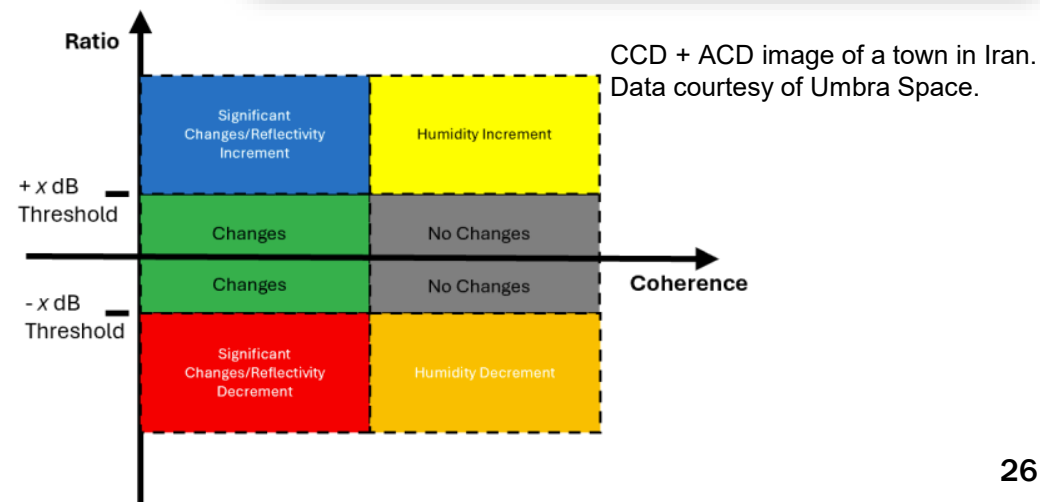 Ratio
CCD + ACD image of a town in Iran.
Data courtesy of Umbra Space.
Significant
Changes/Reflectivity
Increment
Humidity Increment
+ x dB
Threshold
Changes
No Changes
Changes
No Changes
Coherence
- x dB
Threshold
Significant
Changes/Reflectivity
Decrement
Humidity Decrement
26